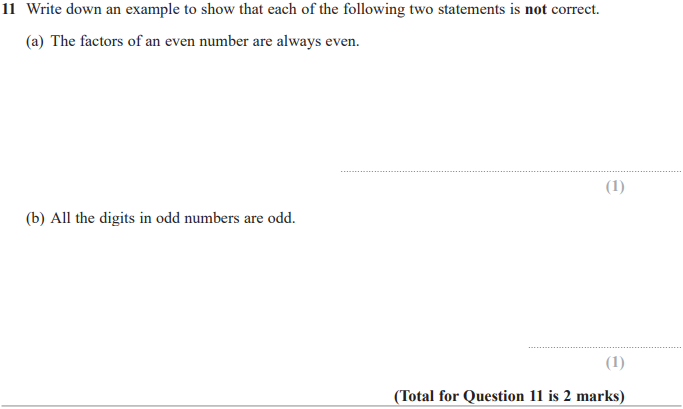 11 Write down an example to show that each of the following two statements is not correct.
(a) The factors of an even number are always even.
(1)
(b) All the digits in odd numbers are odd.
(1)
(Total for Question 11 is 2 marks)